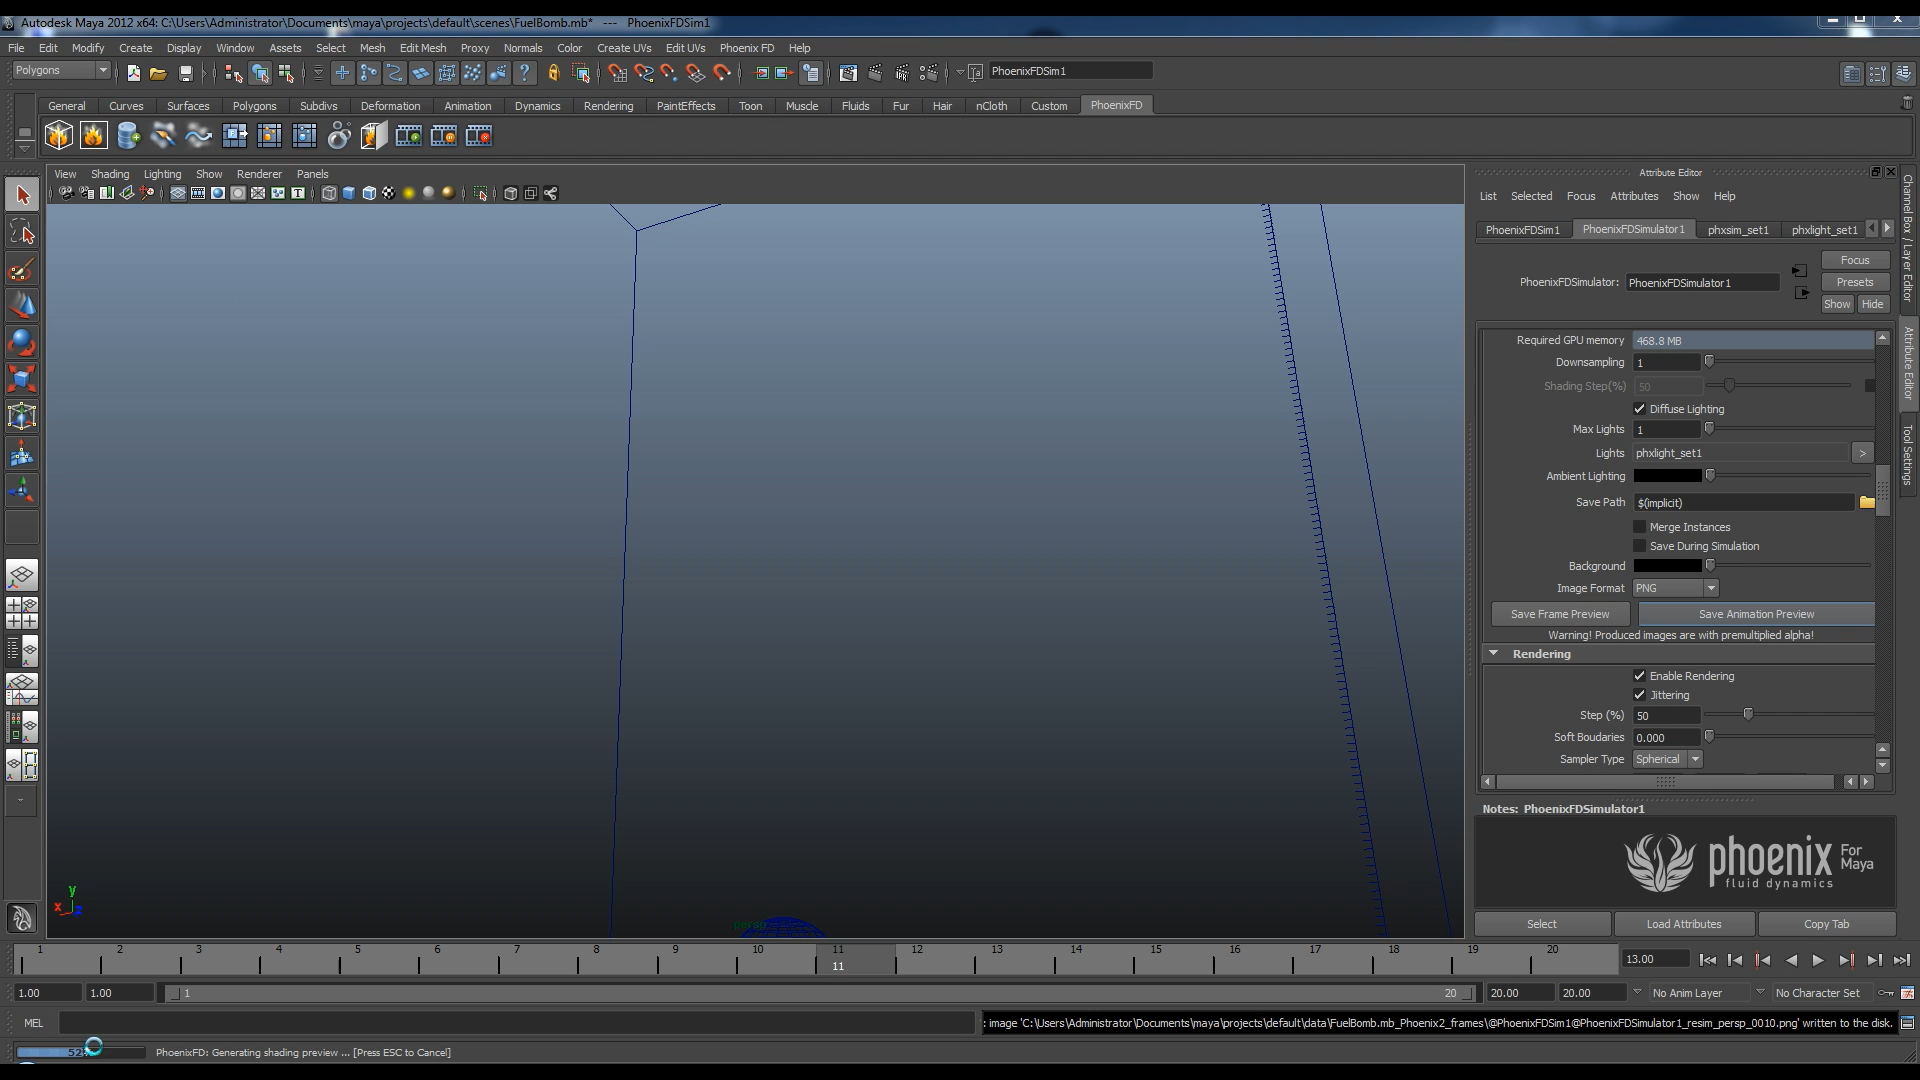 Autodesk Maya 2012 x64: C:\Users\Administrator\Documents\maya\projects\default\scenes\FuelBomb.mb* --- PhoenixFDSim1
File Edit Modify Create Display Window Assets Select Mesh Edit Mesh Proxy Normals Color Create UVs Edit UVs Phoenix FD Help
Polygons PhoenixFDSim1
General Curves Surfaces Polygons Subdivs Deformation Animation Dynamics Rendering PaintEffects Toon Muscle Fluids Fur Hair nCloth Custom PhoenixFD
View Shading Lighting Show Renderer Panels
Attribute Editor
List Selected Focus Attributes Show Help
PhoenixFDSim1 PhoenixFDSimulator1 phxsim_set1 phxlight_set1
Focus
PhoenixFDSimulator: PhoenixFDSimulator1 Presets
Show Hide
Required GPU memory 468.8 MB
Downsampling 1
Shading Step(%) 50
Diffuse Lighting
Max Lights 1
Lights phxlight_set1 >
Ambient Lighting
Save Path $(implicit)
Merge Instances
Save During Simulation
Background
Image Format PNG
Save Frame Preview Save Animation Preview
Warning! Produced images are with premultiplied alpha!
Rendering
Enable Rendering
Jittering
Step (%) 50
Soft Boudaries 0.000
Sampler Type Spherical
Notes: PhoenixFDSimulator1
phoenix For Maya
fluid dynamics
Select Load Attributes Copy Tab
Channel Box / Layer Editor
Attribute Editor
Tool Settings
y
x z
persp
1 2 3 4 5 6 7 8 9 10 11 12 13 14 15 16 17 18 19 20
11 13.00
1.00 1.00 1 20 20.00 20.00 No Anim Layer No Character Set
MEL : image 'C:\Users\Administrator\Documents\maya\projects\default\data\FuelBomb.mb_Phoenix2_frames\@PhoenixFDSim1@PhoenixFDSimulator1_resim_persp_0010.png' written to the disk.
PhoenixFD: Generating shading preview ... [Press ESC to Cancel]